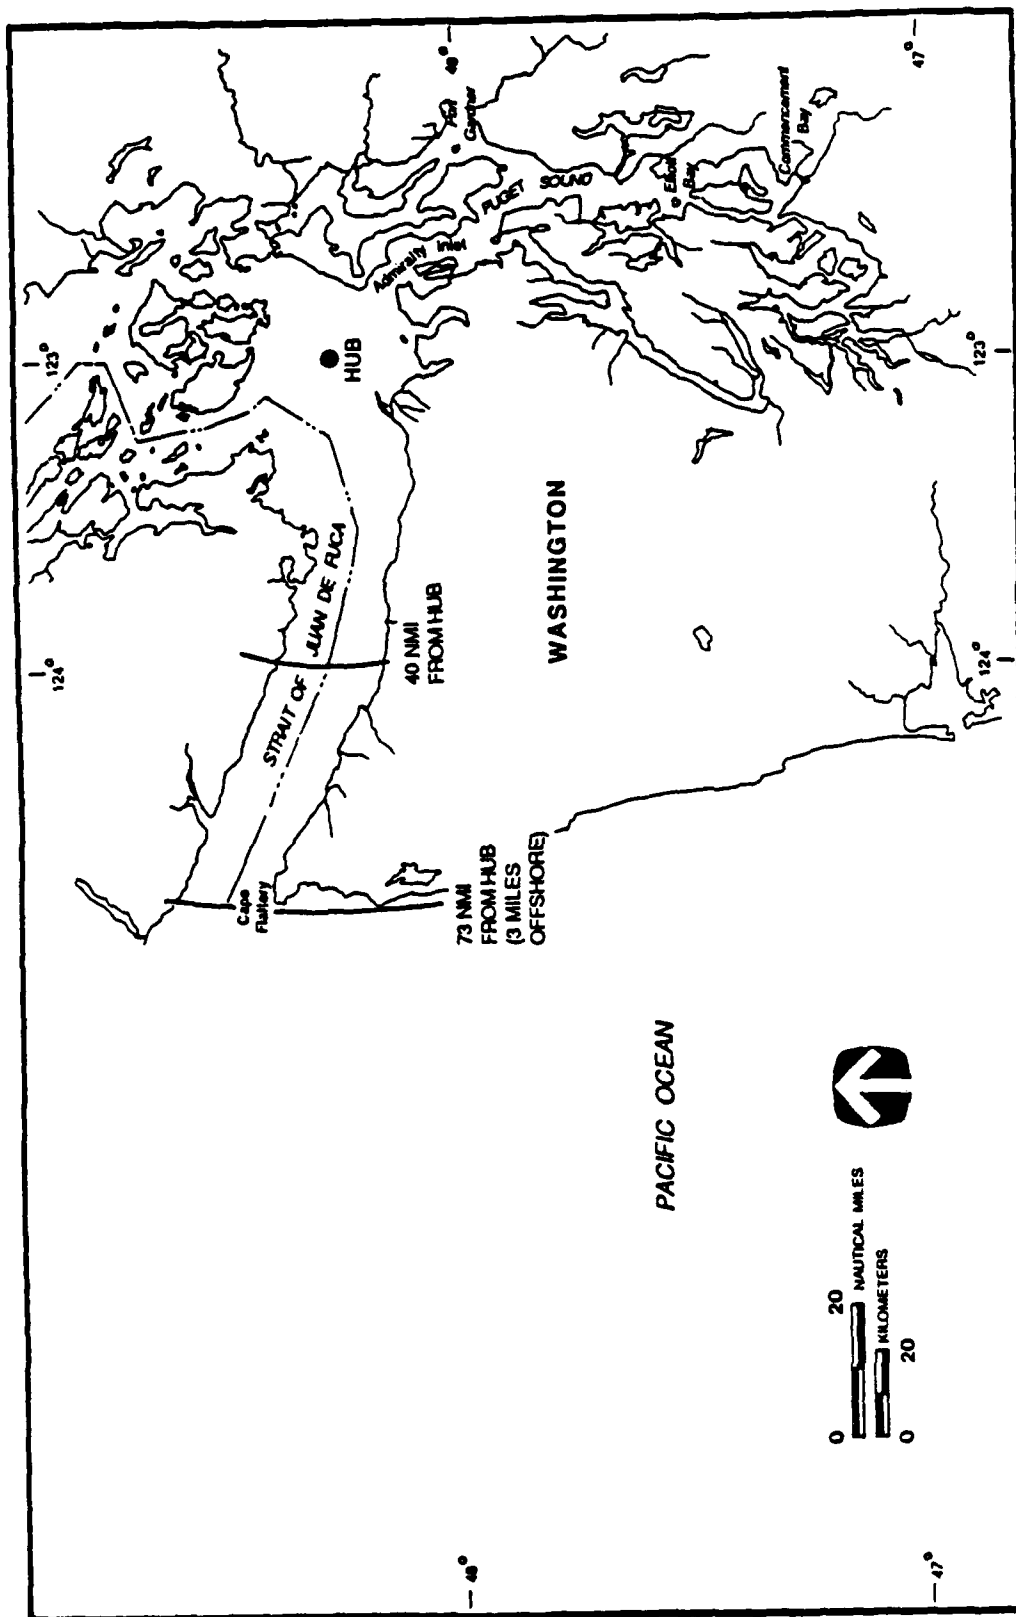 124°
123°
STRAIT OF JUAN DE FUCA
Cape
Flattery
HUB
40 NMI
FROM HUB
Admiralty Inlet
48°
48°
Port
Gardner
73 NMI
FROM HUB
(3 MILES
OFFSHORE)
PUGET SOUND
WASHINGTON
PACIFIC OCEAN
Elliott
Bay
Commencement
Bay
0 20
NAUTICAL MILES
KILOMETERS
0 20
47°
47°
124°
123°